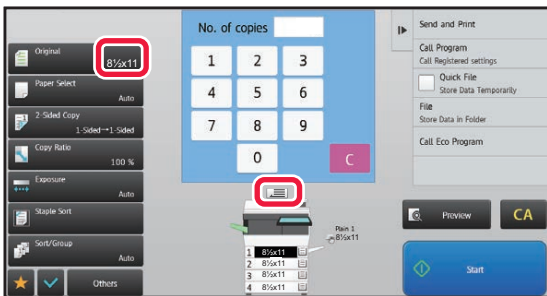 No. of copies
Original
8½x11
Paper Select
Auto
2-Sided Copy
1-Sided→1-Sided
Copy Ratio
100 %
Exposure
Auto
Staple Sort
Sort/Group
Auto
Others
1 2 3
4 5 6
7 8 9
0 C
Plain 1
8½x11
1 8½x11
2 8½x11
3 8½x11
4 8½x11
Send and Print
Call Program
Call Registered settings
Quick File
Store Data Temporarily
File
Store Data in Folder
Call Eco Program
Preview
CA
Start